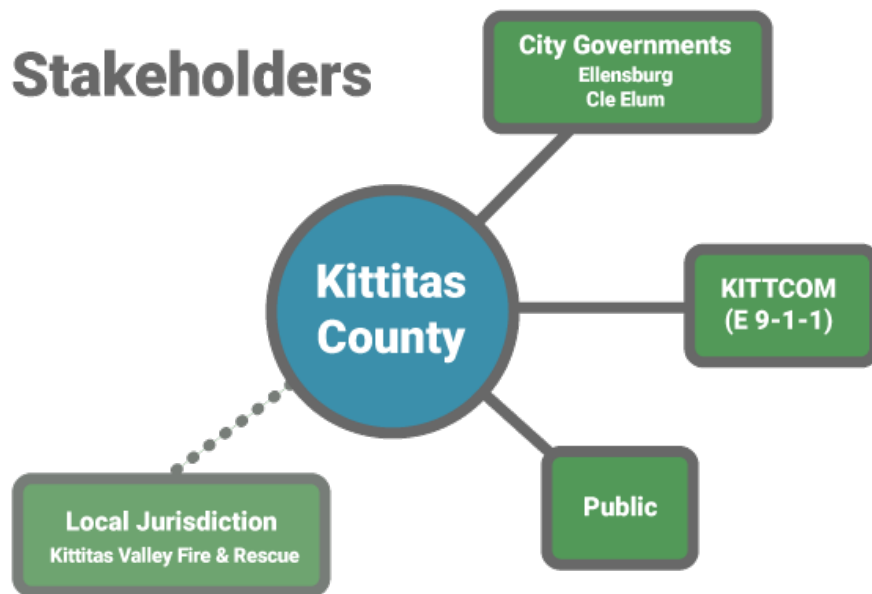 Stakeholders
City Governments
Ellensburg
Cle Elum
Kittitas
County
KITTCOM
(E 9-1-1)
Public
Local Jurisdiction
Kittitas Valley Fire & Rescue